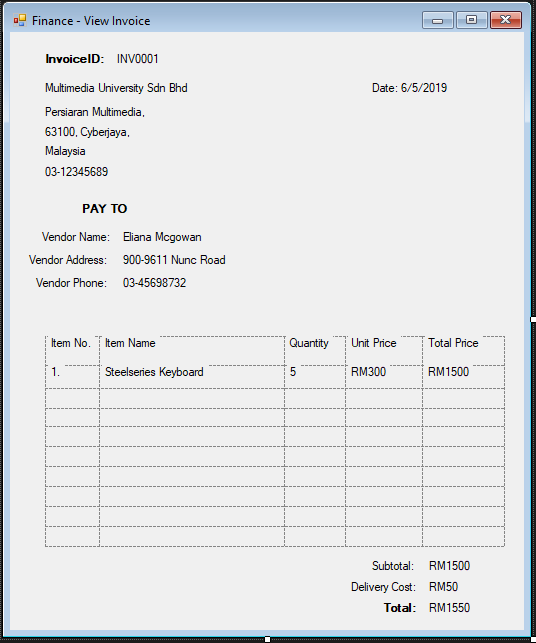 Finance - View Invoice
InvoiceID: INV0001
Multimedia University Sdn Bhd Date: 6/5/2019
Persiaran Multimedia,
63100, Cyberjaya,
Malaysia
03-12345689
PAY TO
Vendor Name: Eliana Mcgowan
Vendor Address: 900-9611 Nunc Road
Vendor Phone: 03-45698732
Item No. Item Name Quantity Unit Price Total Price
1. Steelseries Keyboard 5 RM300 RM1500
Subtotal: RM1500
Delivery Cost: RM50
Total: RM1550